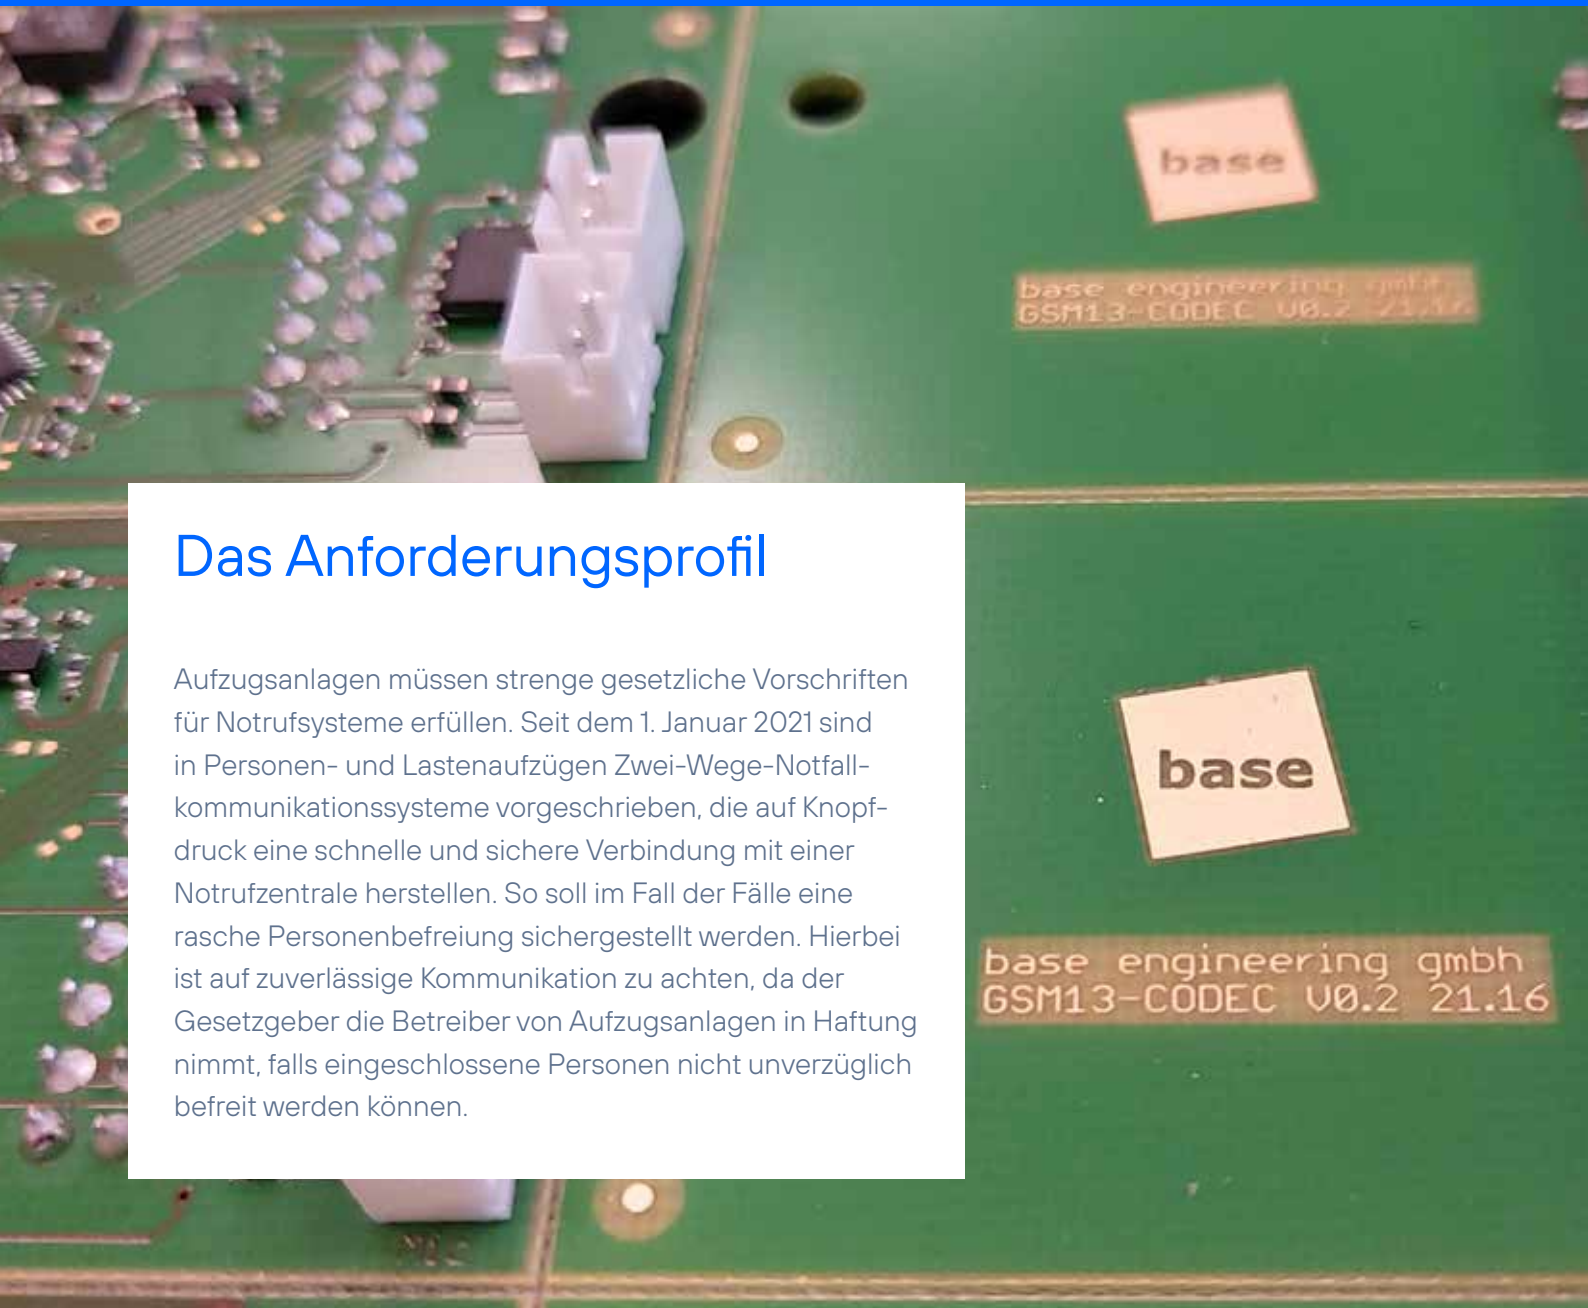 base
base engineering gmbh
GSM13-CODEC V0.2 21.16
Das Anforderungsprofil
Aufzugsanlagen müssen strenge gesetzliche Vorschriften
für Notrufsysteme erfüllen. Seit dem 1. Januar 2021 sind
in Personen- und Lastenaufzügen Zwei-Wege-Notfall-
kommunikationssysteme vorgeschrieben, die auf Knopf-
druck eine schnelle und sichere Verbindung mit einer
Notrufzentrale herstellen. So soll im Fall der Fälle eine
rasche Personenbefreiung sichergestellt werden. Hierbei
ist auf zuverlässige Kommunikation zu achten, da der
Gesetzgeber die Betreiber von Aufzugsanlagen in Haftung
nimmt, falls eingeschlossene Personen nicht unverzüglich
befreit werden können.
base
base engineering gmbh
GSM13-CODEC V0.2 21.16